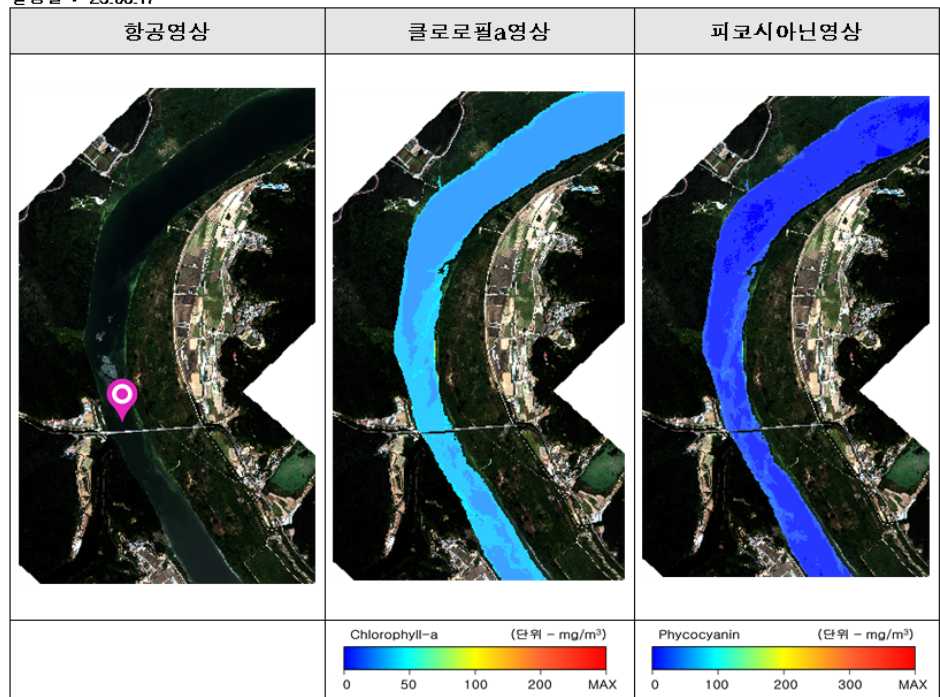 항공영상
클로로필a영상
피코시아닌영상
Chlorophyll-a (단위 - mg/m³)
0 50 100 200 MAX
Phycocyanin (단위 - mg/m³)
0 100 200 300 MAX